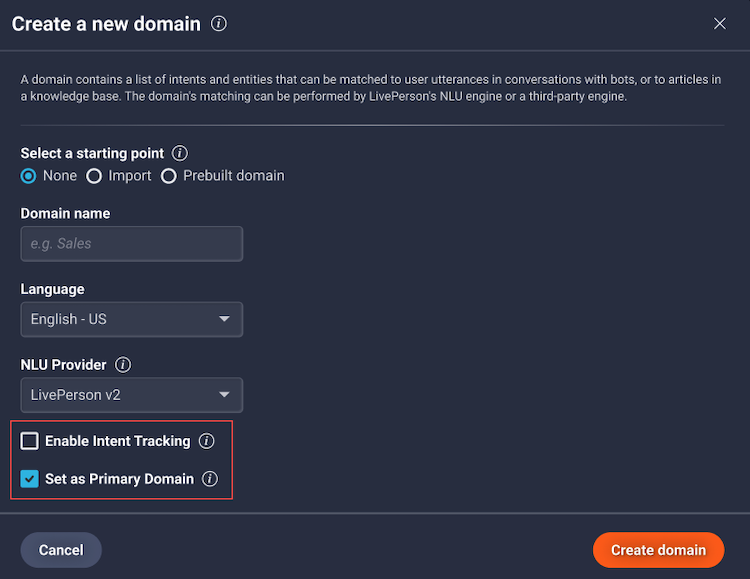 Create a new domain
A domain contains a list of intents and entities that can be matched to user utterances in conversations with bots, or to articles in
a knowledge base. The domain's matching can be performed by LivePerson's NLU engine or a third-party engine.
Select a starting point
None Import Prebuilt domain
Domain name
e.g. Sales
Language
English - US
NLU Provider
LivePerson v2
Enable Intent Tracking
Set as Primary Domain
Cancel Create domain